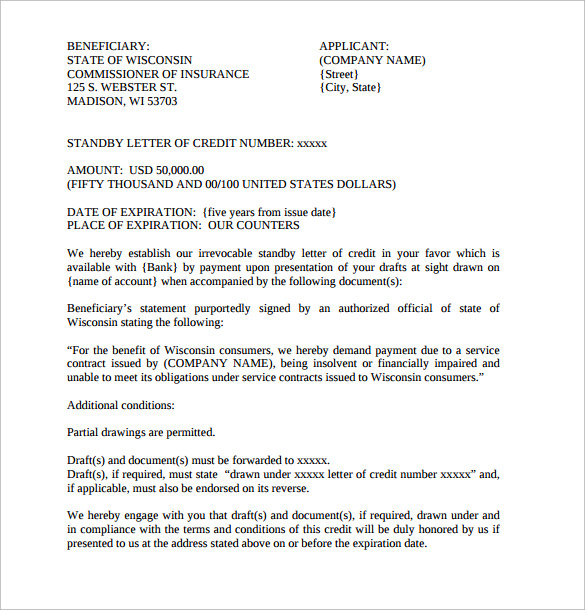 BENEFICIARY:
STATE OF WISCONSIN
COMMISSIONER OF INSURANCE
125 S. WEBSTER ST.
MADISON, WI 53703
APPLICANT:
(COMPANY NAME)
{Street}
{City, State}
STANDBY LETTER OF CREDIT NUMBER: xxxxx
AMOUNT: USD 50,000.00
(FIFTY THOUSAND AND 00/100 UNITED STATES DOLLARS)
DATE OF EXPIRATION: {five years from issue date}
PLACE OF EXPIRATION: OUR COUNTERS
We hereby establish our irrevocable standby letter of credit in your favor which is
available with {Bank} by payment upon presentation of your drafts at sight drawn on
{name of account} when accompanied by the following document(s):
Beneficiary’s statement purportedly signed by an authorized official of state of
Wisconsin stating the following:
“For the benefit of Wisconsin consumers, we hereby demand payment due to a service
contract issued by (COMPANY NAME), being insolvent or financially impaired and
unable to meet its obligations under service contracts issued to Wisconsin consumers.”
Additional conditions:
Partial drawings are permitted.
Draft(s) and document(s) must be forwarded to xxxxx.
Draft(s), if required, must state “drawn under xxxxx letter of credit number xxxxx” and,
if applicable, must also be endorsed on its reverse.
We hereby engage with you that draft(s) and document(s), if required, drawn under and
in compliance with the terms and conditions of this credit will be duly honored by us if
presented to us at the address stated above on or before the expiration date.